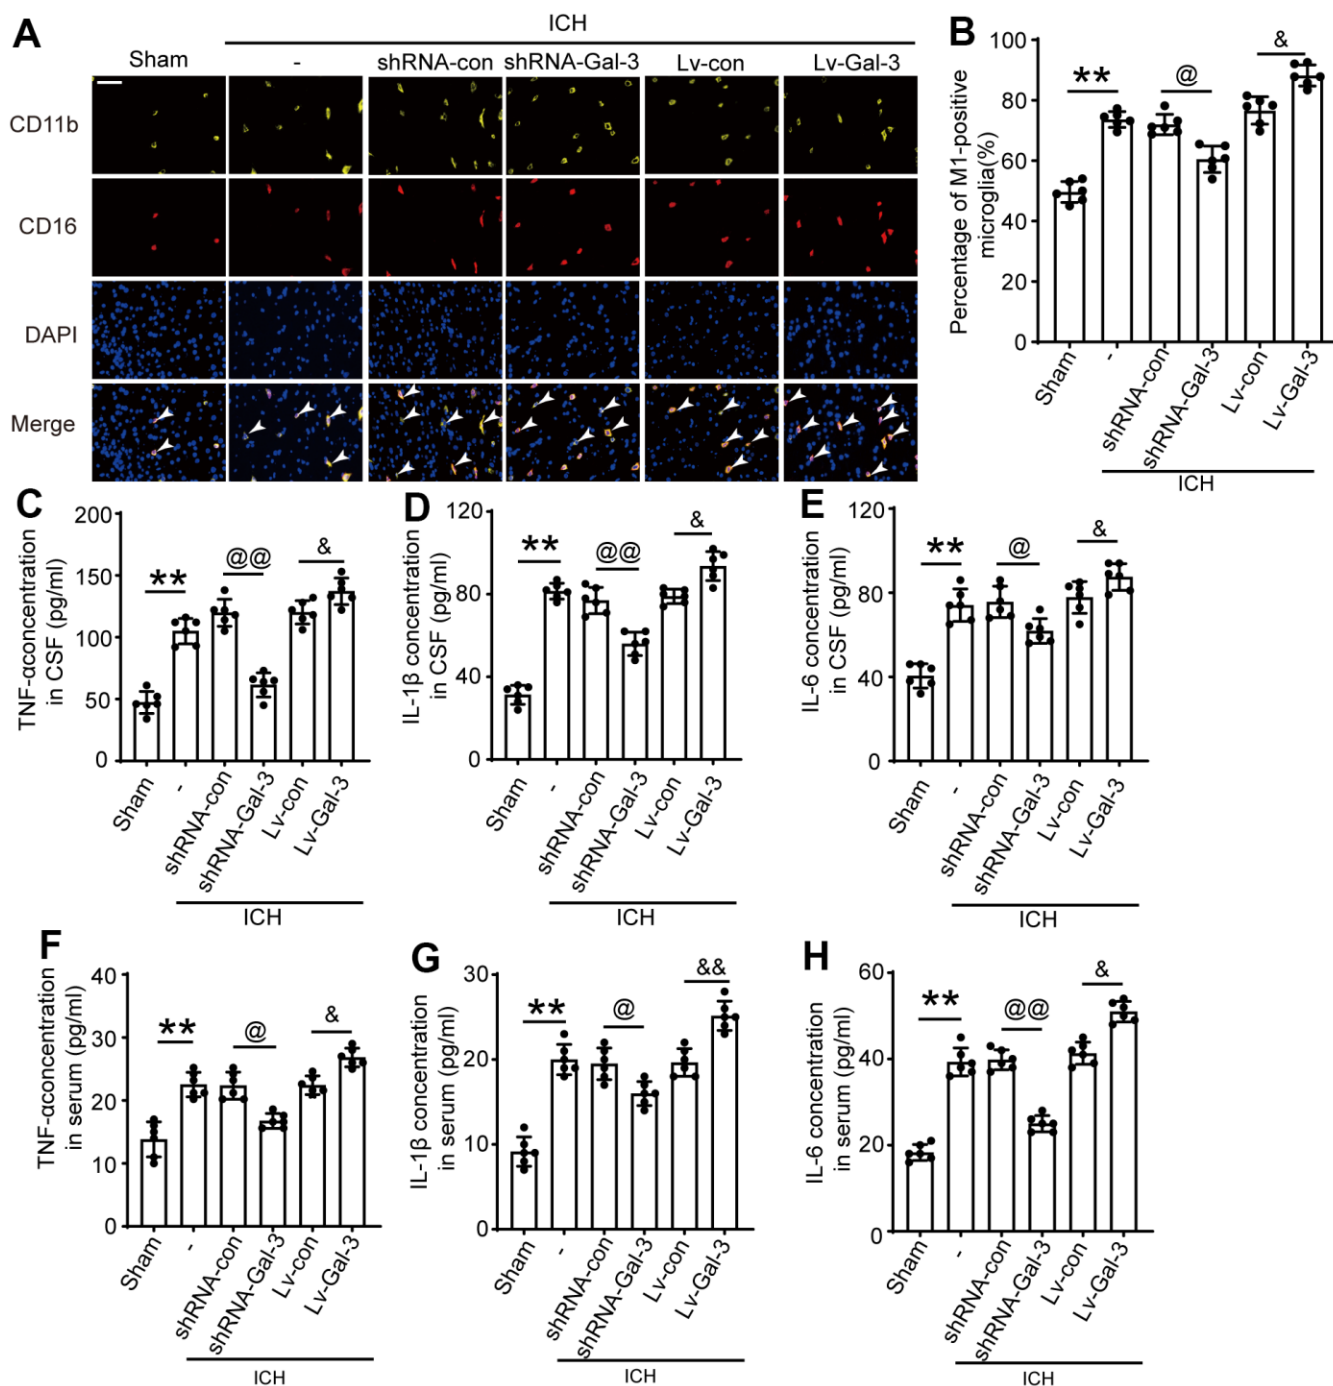 A
ICH
Sham
-
shRNA-con
shRNA-Gal-3
Lv-con
Lv-Gal-3
CD11b
CD16
DAPI
Merge
B
Percentage of M1-positive
microglia(%)
100
80
60
40
20
0
**
@
&
Sham
-
shRNA-con
shRNA-Gal-3
Lv-con
Lv-Gal-3
ICH
C
TNF-αconcentration
in CSF (pg/ml)
200
150
100
50
0
**
@@
&
Sham
-
shRNA-con
shRNA-Gal-3
Lv-con
Lv-Gal-3
ICH
D
IL-1β concentration
in CSF (pg/ml)
120
80
40
0
**
@@
&
Sham
-
shRNA-con
shRNA-Gal-3
Lv-con
Lv-Gal-3
ICH
E
IL-6 concentration
in CSF (pg/ml)
120
80
40
0
**
@
&
Sham
-
shRNA-con
shRNA-Gal-3
Lv-con
Lv-Gal-3
ICH
F
TNF-αconcentration
in serum (pg/ml)
40
30
20
10
0
**
@
&
Sham
-
shRNA-con
shRNA-Gal-3
Lv-con
Lv-Gal-3
ICH
G
IL-1β concentration
in serum (pg/ml)
30
20
10
0
**
@
&&
Sham
-
shRNA-con
shRNA-Gal-3
Lv-con
Lv-Gal-3
ICH
H
IL-6 concentration
in serum (pg/ml)
60
40
20
0
**
@@
&
Sham
-
shRNA-con
shRNA-Gal-3
Lv-con
Lv-Gal-3
ICH